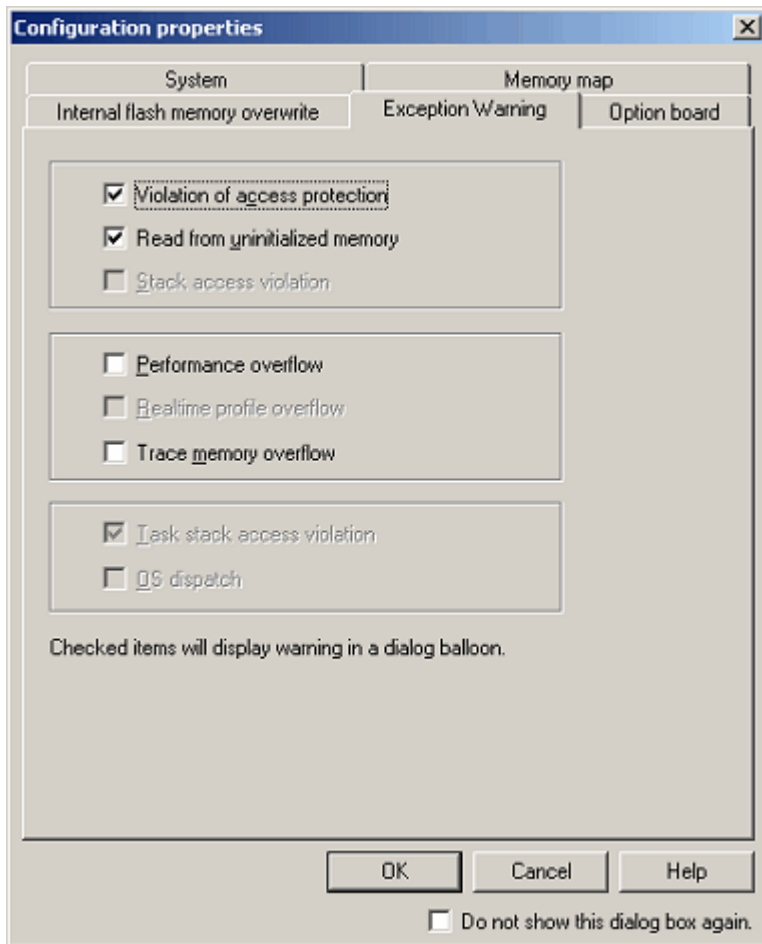 Configuration properties
System
Memory map
Internal flash memory overwrite
Exception Warning
Option board
Violation of access protection
Read from uninitialized memory
Stack access violation
Performance overflow
Realtime profile overflow
Trace memory overflow
Task stack access violation
OS dispatch
Checked items will display warning in a dialog balloon.
OK
Cancel
Help
Do not show this dialog box again.